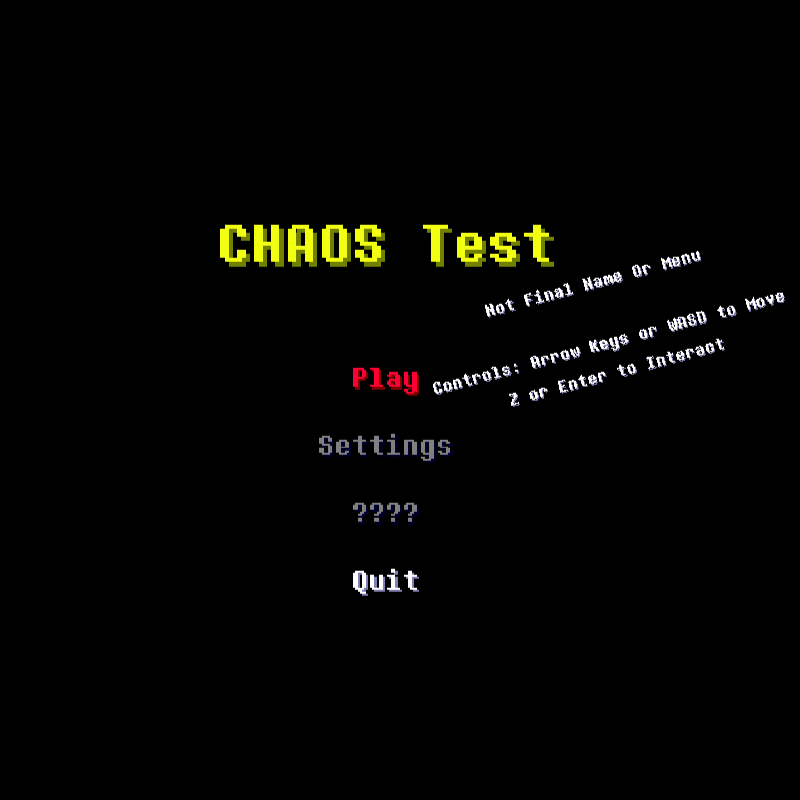 CHAOS Test
Not Final Name Or Menu
Controls: Arrow Keys or WASD to Move
Z or Enter to Interact
Play
Settings
????
Quit